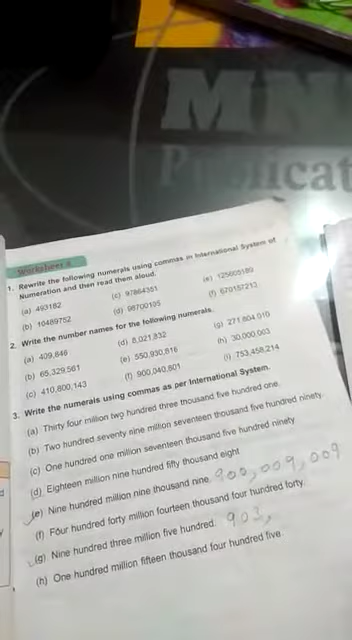 MN
Publicat
Worksheet 4
1. Rewrite the following numerals using commas in International System of
Numeration and then read them aloud.
(a) 493182 (c) 97864351 (e) 125605180
(b) 10489752 (d) 98700105 (f) 670157213
2. Write the number names for the following numerals.
(a) 409,846 (d) 8,021,832 (g) 271,804,010
(b) 65,329,561 (e) 550,930,816 (h) 30,000,003
(c) 410,800,143 (f) 900,040,601 (i) 753,458,214
3. Write the numerals using commas as per International System.
(a) Thirty four million two hundred three thousand five hundred one.
(b) Two hundred seventy nine million seventeen thousand five hundred ninety.
(c) One hundred one million seventeen thousand five hundred ninety
(d) Eighteen million nine hundred fifty thousand eight
(e) Nine hundred million nine thousand nine. 900,009,009
(f) Four hundred forty million fourteen thousand four hundred forty.
(g) Nine hundred three million five hundred. 903,
(h) One hundred million fifteen thousand four hundred five.